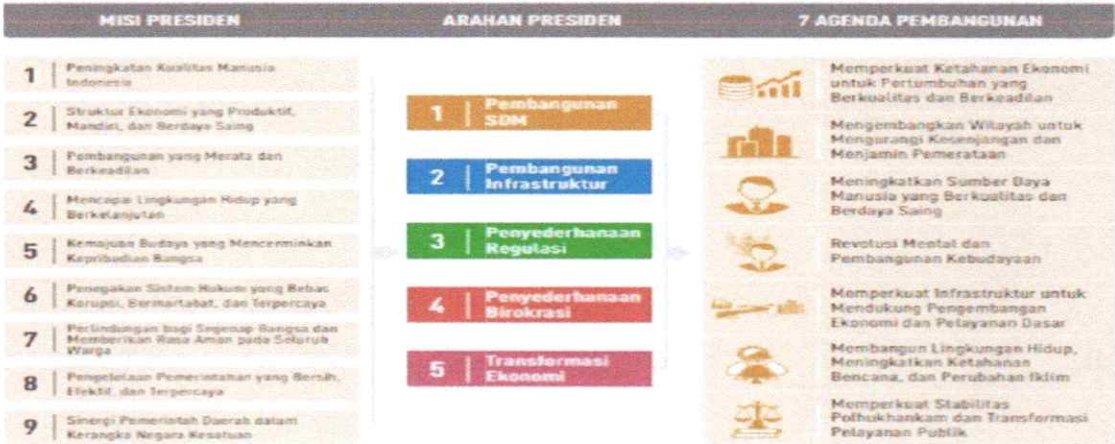 MISI PRESIDEN
ARAHAN PRESIDEN
7 AGENDA PEMBANGUNAN
1
Peningkatan Kualitas Manusia
Indonesia
2
Struktur Ekonomi yang Produktif,
Mandiri, dan Berdaya Saing
3
Pembangunan yang Merata dan
Berkeadilan
4
Mencapai Lingkungan Hidup yang
Berkelanjutan
5
Kemajuan Budaya yang Mencerminkan
Kepribadian Bangsa
6
Penegakan Sistem Hukum yang Bebas
Korupsi, Bermartabat, dan Terpercaya
7
Perlindungan bagi Segenap Bangsa dan
Memberikan Rasa Aman pada Seluruh
Warga
8
Pengelolaan Pemerintahan yang Bersih,
Efektif, dan Terpercaya
9
Sinergi Pemerintah Daerah dalam
Kerangka Negara Kesatuan
1
Pembangunan
SDM
2
Pembangunan
Infrastruktur
3
Penyederhanaan
Regulasi
4
Penyederhanaan
Birokrasi
5
Transformasi
Ekonomi
Memperkuat Ketahanan Ekonomi
untuk Pertumbuhan yang
Berkualitas dan Berkeadilan
Mengembangkan Wilayah untuk
Mengurangi Kesenjangan dan
Menjamin Pemerataan
Meningkatkan Sumber Daya
Manusia yang Berkualitas dan
Berdaya Saing
Revolusi Mental dan
Pembangunan Kebudayaan
Memperkuat Infrastruktur untuk
Mendukung Pengembangan
Ekonomi dan Pelayanan Dasar
Membangun Lingkungan Hidup,
Meningkatkan Ketahanan
Bencana, dan Perubahan Iklim
Memperkuat Stabilitas
Polhukhankam dan Transformasi
Pelayanan Publik